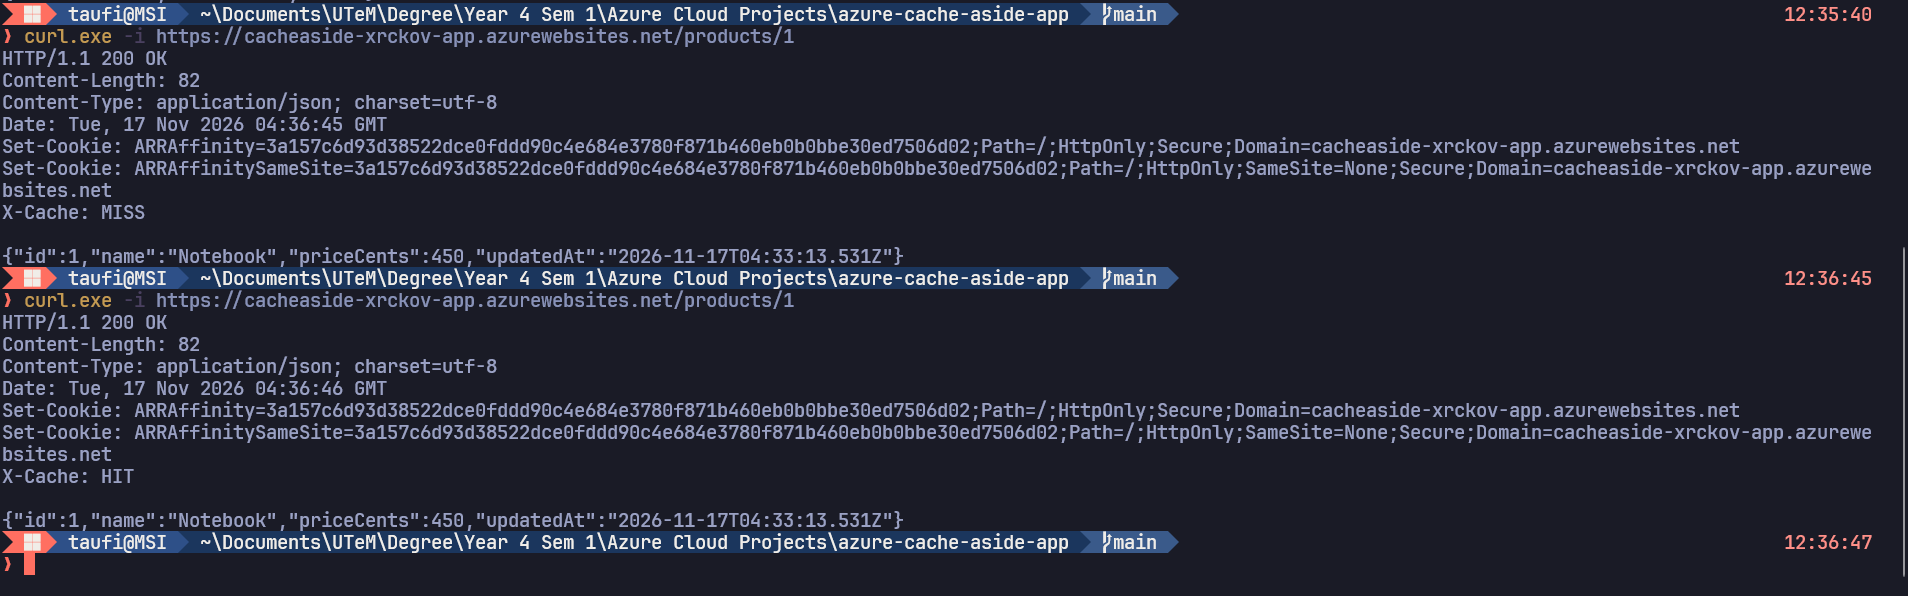 taufi@MSI ~\Documents\UTeM\Degree\Year 4 Sem 1\Azure Cloud Projects\azure-cache-aside-app main 12:35:40
❯ curl.exe -i https://cacheaside-xrckov-app.azurewebsites.net/products/1
HTTP/1.1 200 OK
Content-Length: 82
Content-Type: application/json; charset=utf-8
Date: Tue, 17 Nov 2026 04:36:45 GMT
Set-Cookie: ARRAffinity=3a157c6d93d38522dce0fddd90c4e684e3780f871b460eb0b0bbe30ed7506d02;Path=/;HttpOnly;Secure;Domain=cacheaside-xrckov-app.azurewebsites.net
Set-Cookie: ARRAffinitySameSite=3a157c6d93d38522dce0fddd90c4e684e3780f871b460eb0b0bbe30ed7506d02;Path=/;HttpOnly;SameSite=None;Secure;Domain=cacheaside-xrckov-app.azurewe
bsites.net
X-Cache: MISS
{"id":1,"name":"Notebook","priceCents":450,"updatedAt":"2026-11-17T04:33:13.531Z"}
taufi@MSI ~\Documents\UTeM\Degree\Year 4 Sem 1\Azure Cloud Projects\azure-cache-aside-app main 12:36:45
❯ curl.exe -i https://cacheaside-xrckov-app.azurewebsites.net/products/1
HTTP/1.1 200 OK
Content-Length: 82
Content-Type: application/json; charset=utf-8
Date: Tue, 17 Nov 2026 04:36:46 GMT
Set-Cookie: ARRAffinity=3a157c6d93d38522dce0fddd90c4e684e3780f871b460eb0b0bbe30ed7506d02;Path=/;HttpOnly;Secure;Domain=cacheaside-xrckov-app.azurewebsites.net
Set-Cookie: ARRAffinitySameSite=3a157c6d93d38522dce0fddd90c4e684e3780f871b460eb0b0bbe30ed7506d02;Path=/;HttpOnly;SameSite=None;Secure;Domain=cacheaside-xrckov-app.azurewe
bsites.net
X-Cache: HIT
{"id":1,"name":"Notebook","priceCents":450,"updatedAt":"2026-11-17T04:33:13.531Z"}
taufi@MSI ~\Documents\UTeM\Degree\Year 4 Sem 1\Azure Cloud Projects\azure-cache-aside-app main 12:36:47
❯